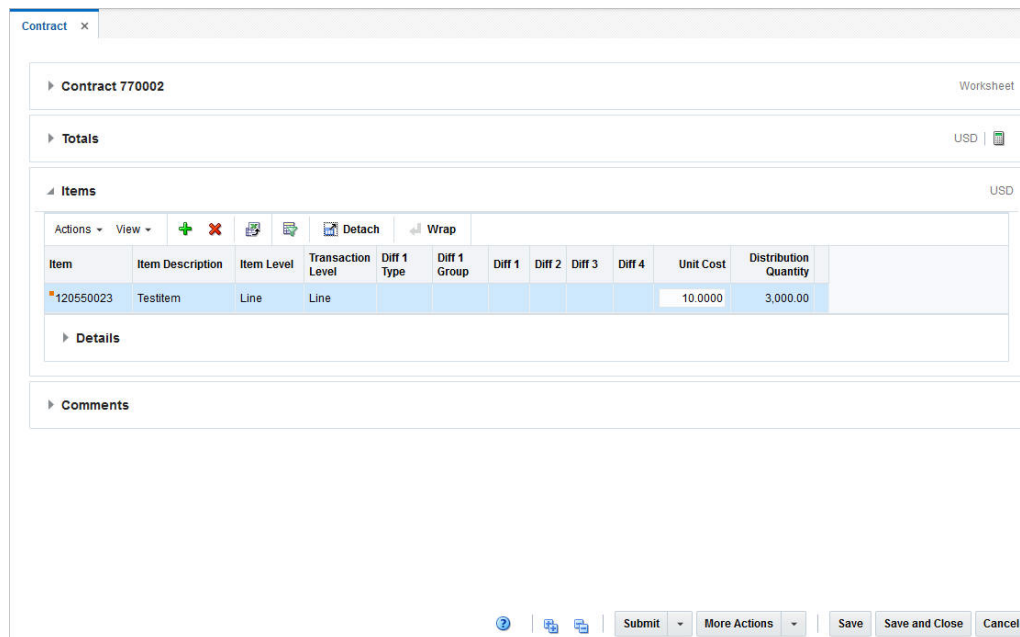 Contract ×
Contract 770002 Worksheet
Totals USD
Items USD
Actions View Detach Wrap
Item Item Description Item Level Transaction Level Diff 1 Type Diff 1 Group Diff 1 Diff 2 Diff 3 Diff 4 Unit Cost Distribution Quantity
120550023 Testitem Line Line 10.0000 3,000.00
Details
Comments
? Submit More Actions Save Save and Close Cancel